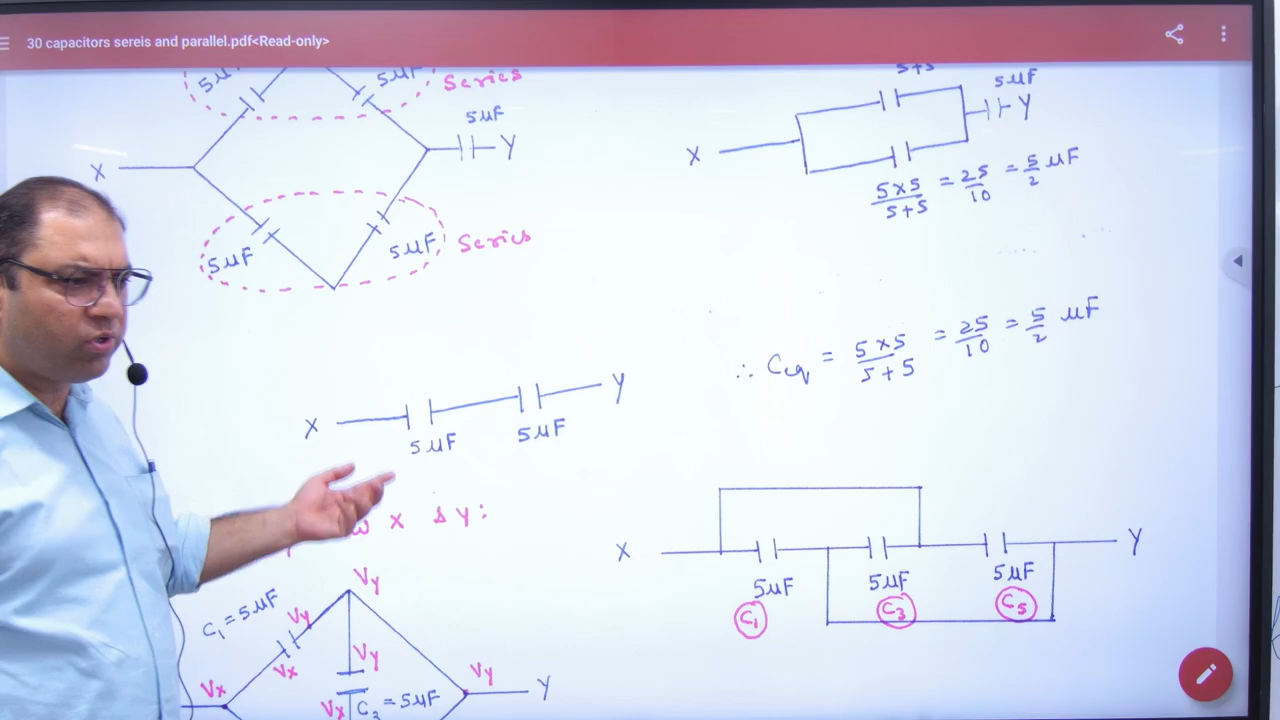 30 capacitors sereis and parallel.pdf<Read-only>
5μ
5μF
Series
5μF
X
Y
5μF
5μF
Series
5+5
5μF
X
Y
5×5/5+5 = 25/10 = 5/2 μF
X
Y
5μF
5μF
∴ Ceq = 5×5/5+5 = 25/10 = 5/2 μF
w X & Y:
X
Y
5μF
5μF
5μF
C1
C3
C5
Vy
C1 = 5μF
Vy
Vx
Vy
Vy
Vx
Y
Vx
C3 = 5μF